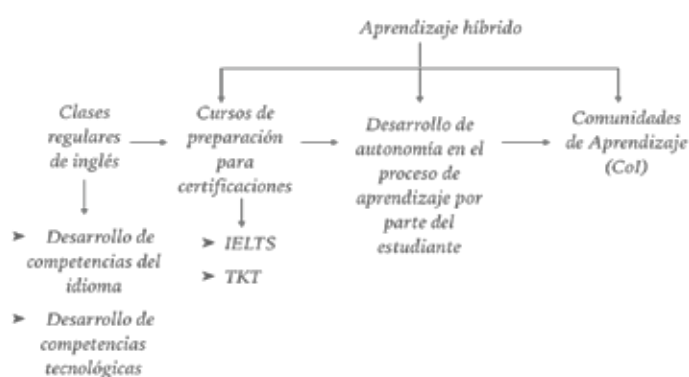 Aprendizaje híbrido
Clases
regulares
de inglés
Cursos de
preparación
para
certificaciones
Desarrollo de
autonomía en el
proceso de
aprendizaje por
parte del
estudiante
Comunidades
de Aprendizaje
(CoI)
➤ Desarrollo de
competencias del
idioma
➤ Desarrollo de
competencias
tecnológicas
➤ IELTS
➤ TKT